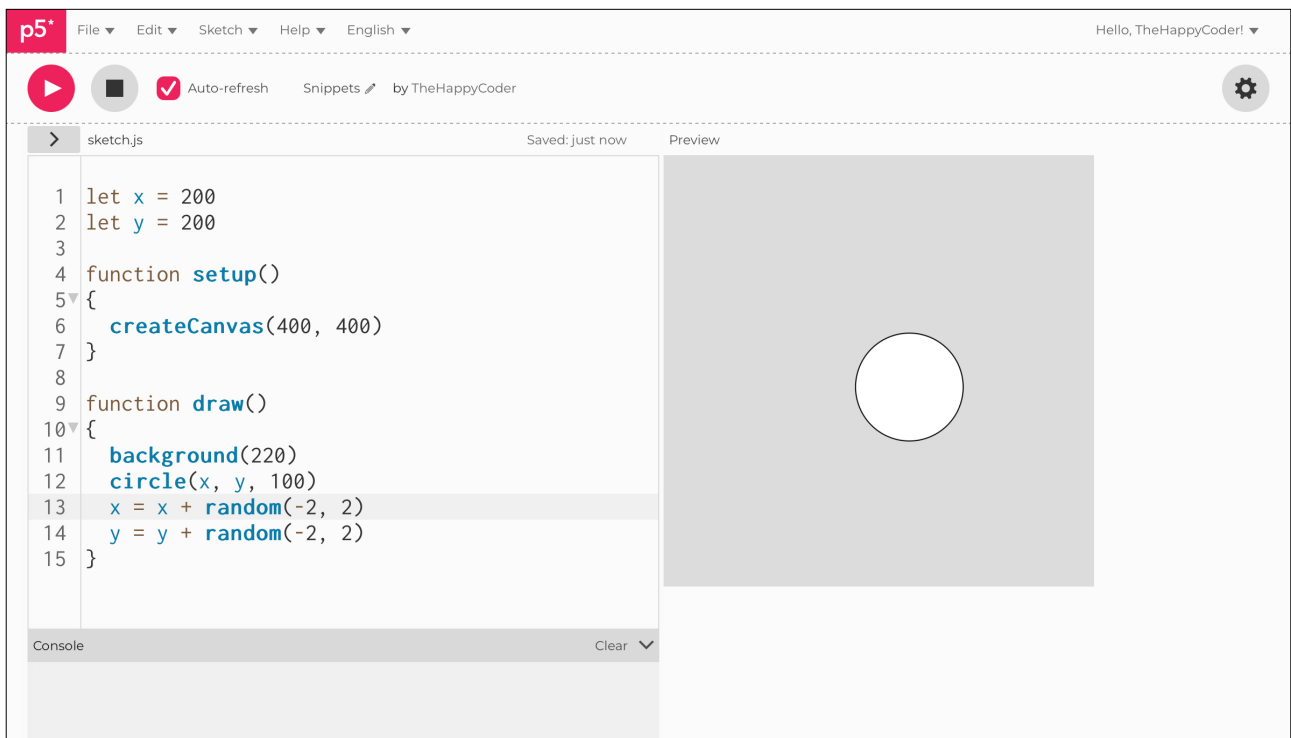 p5* File Edit Sketch Help English Hello, TheHappyCoder!
Auto-refresh Snippets by TheHappyCoder
sketch.js Saved: just now Preview
1 let x = 200
2 let y = 200
3
4 function setup()
5 {
6 createCanvas(400, 400)
7 }
8
9 function draw()
10 {
11 background(220)
12 circle(x, y, 100)
13 x = x + random(-2, 2)
14 y = y + random(-2, 2)
15 }
Console Clear